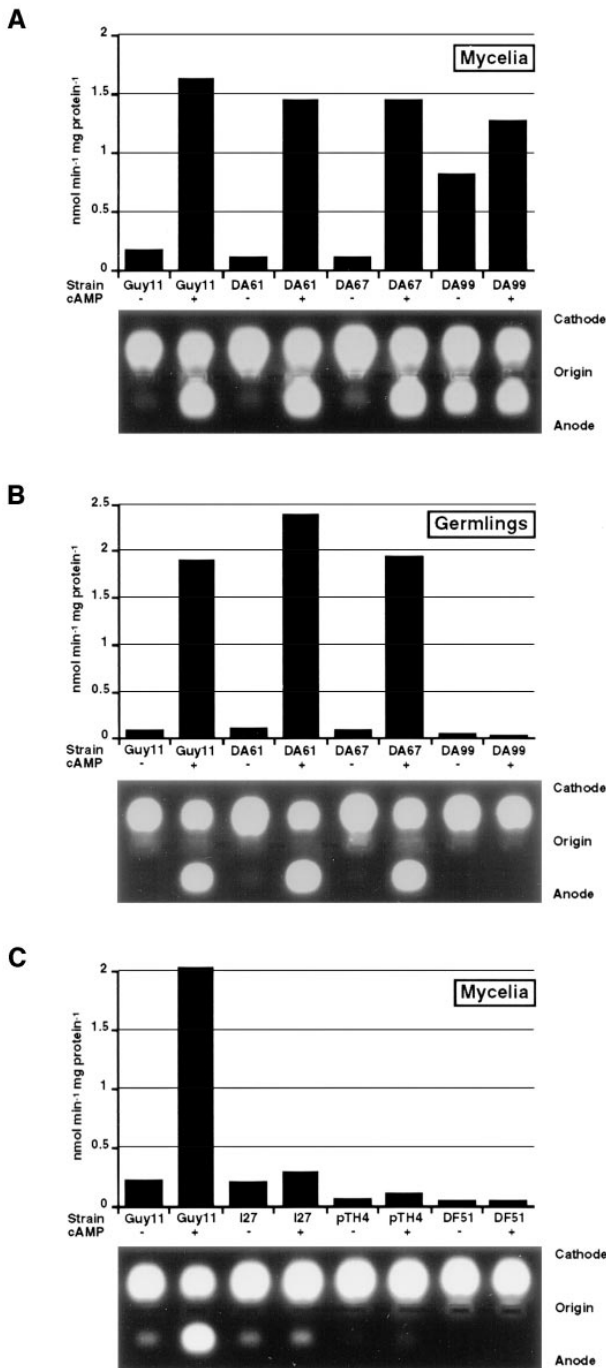 A
Mycelia
nmol min⁻¹ mg protein⁻¹
2
1.5
1
0.5
0
Strain Guy11 Guy11 DA61 DA61 DA67 DA67 DA99 DA99
cAMP - + - + - + - +
Cathode
Origin
Anode
B
Germlings
nmol min⁻¹ mg protein⁻¹
2.5
2
1.5
1
0.5
0
Strain Guy11 Guy11 DA61 DA61 DA67 DA67 DA99 DA99
cAMP - + - + - + - +
Cathode
Origin
Anode
C
Mycelia
nmol min⁻¹ mg protein⁻¹
2
1.5
1
0.5
0
Strain Guy11 Guy11 I27 I27 pTH4 pTH4 DF51 DF51
cAMP - + - + - + - +
Cathode
Origin
Anode